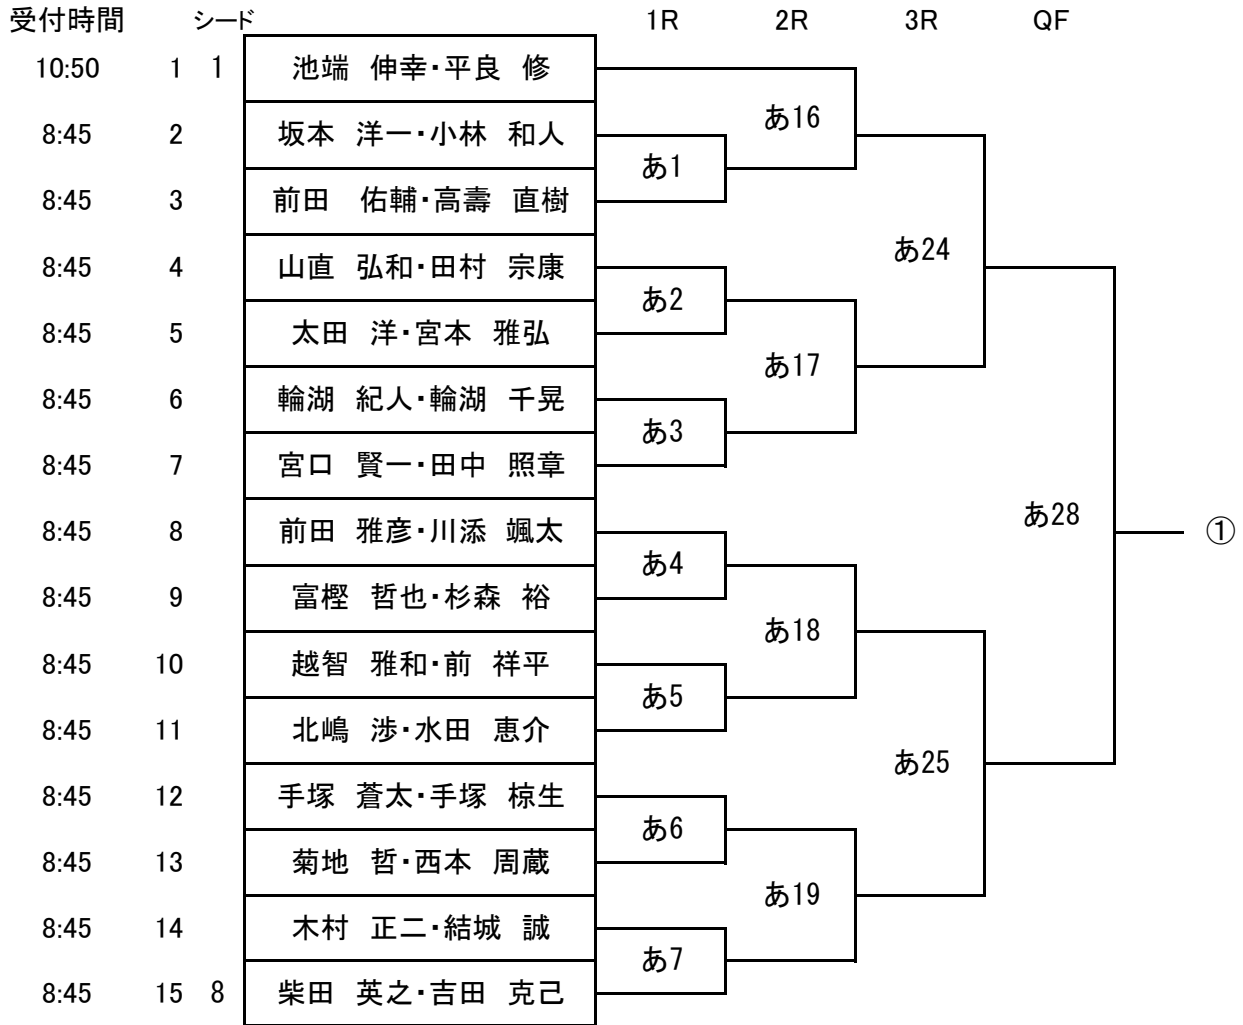 受付時間 シード 1R 2R 3R QF
10:50 1 1 池端 伸幸・平良 修
あ16
8:45 2 坂本 洋一・小林 和人
あ1
8:45 3 前田 佑輔・高壽 直樹
あ24
8:45 4 山直 弘和・田村 宗康
あ2
8:45 5 太田 洋・宮本 雅弘
あ17
8:45 6 輪湖 紀人・輪湖 千晃
あ3
8:45 7 宮口 賢一・田中 照章
あ28
8:45 8 前田 雅彦・川添 颯太 ①
あ4
8:45 9 富樫 哲也・杉森 裕
あ18
8:45 10 越智 雅和・前 祥平
あ5
8:45 11 北嶋 渉・水田 恵介
あ25
8:45 12 手塚 蒼太・手塚 椋生
あ6
8:45 13 菊地 哲・西本 周蔵
あ19
8:45 14 木村 正二・結城 誠
あ7
8:45 15 8 柴田 英之・吉田 克己